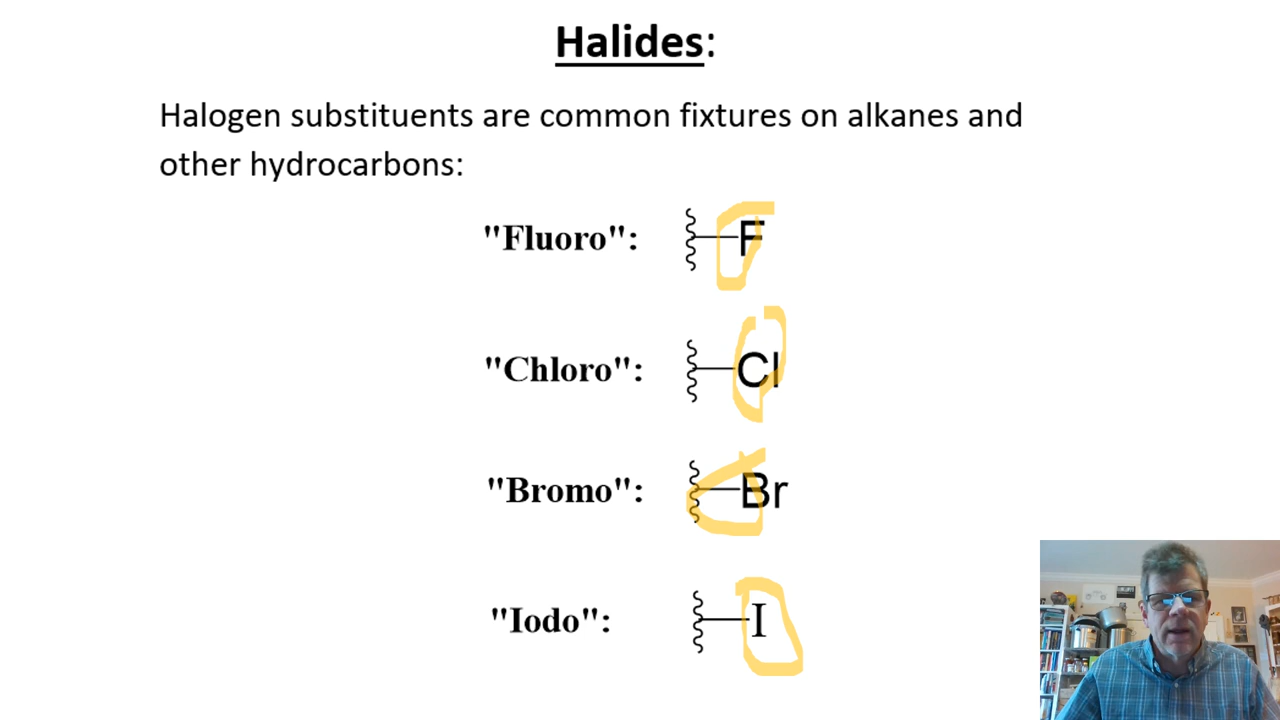 Halides:
Halogen substituents are common fixtures on alkanes and
other hydrocarbons:
"Fluoro": F
"Chloro": Cl
"Bromo": Br
"Iodo": I